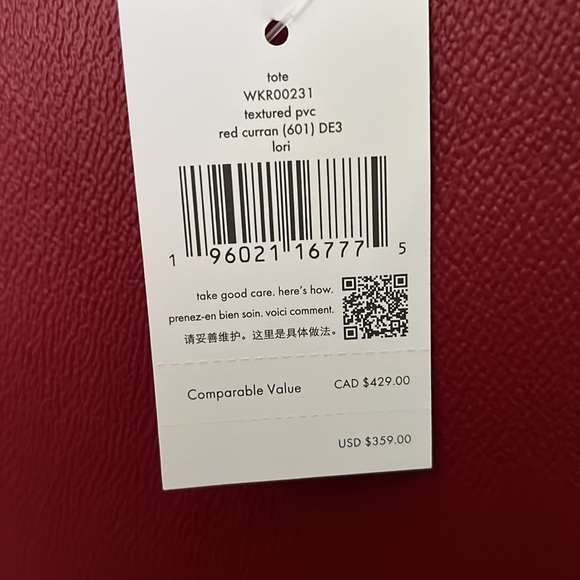 tote
WKR00231
textured pvc
red curran (601) DE3
lori
1 96021 16777 5
take good care. here's how.
prenez-en bien soin. voici comment.
请妥善维护。这里是具体做法。
Comparable Value CAD $429.00
USD $359.00